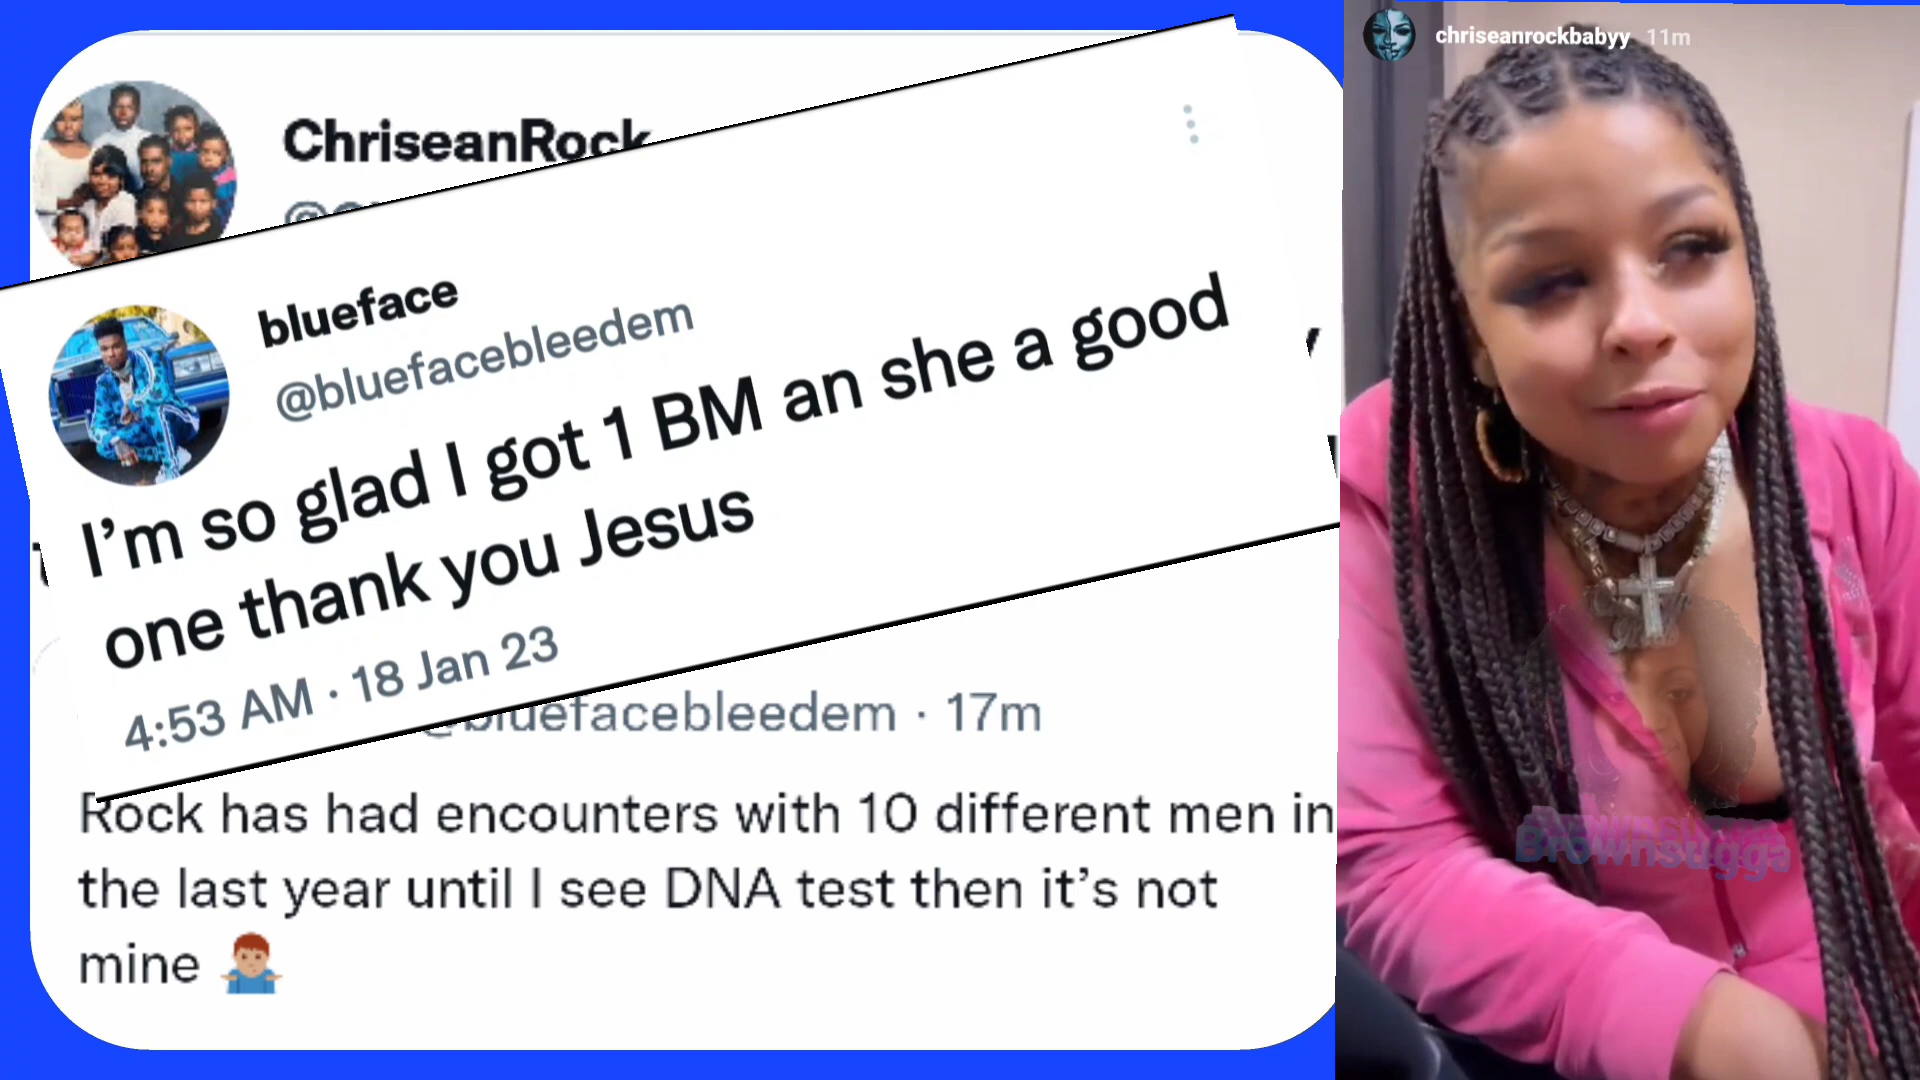 ChriseanRock
blueface
@bluefacebleedem
I'm so glad I got 1 BM an she a good
one thank you Jesus
4:53 AM · 18 Jan 23
@bluefacebleedem · 17m
Rock has had encounters with 10 different men in
the last year until I see DNA test then it's not
mine 🤷🏽‍♂️
chriseanrockbabyy 11m
Brownsugga